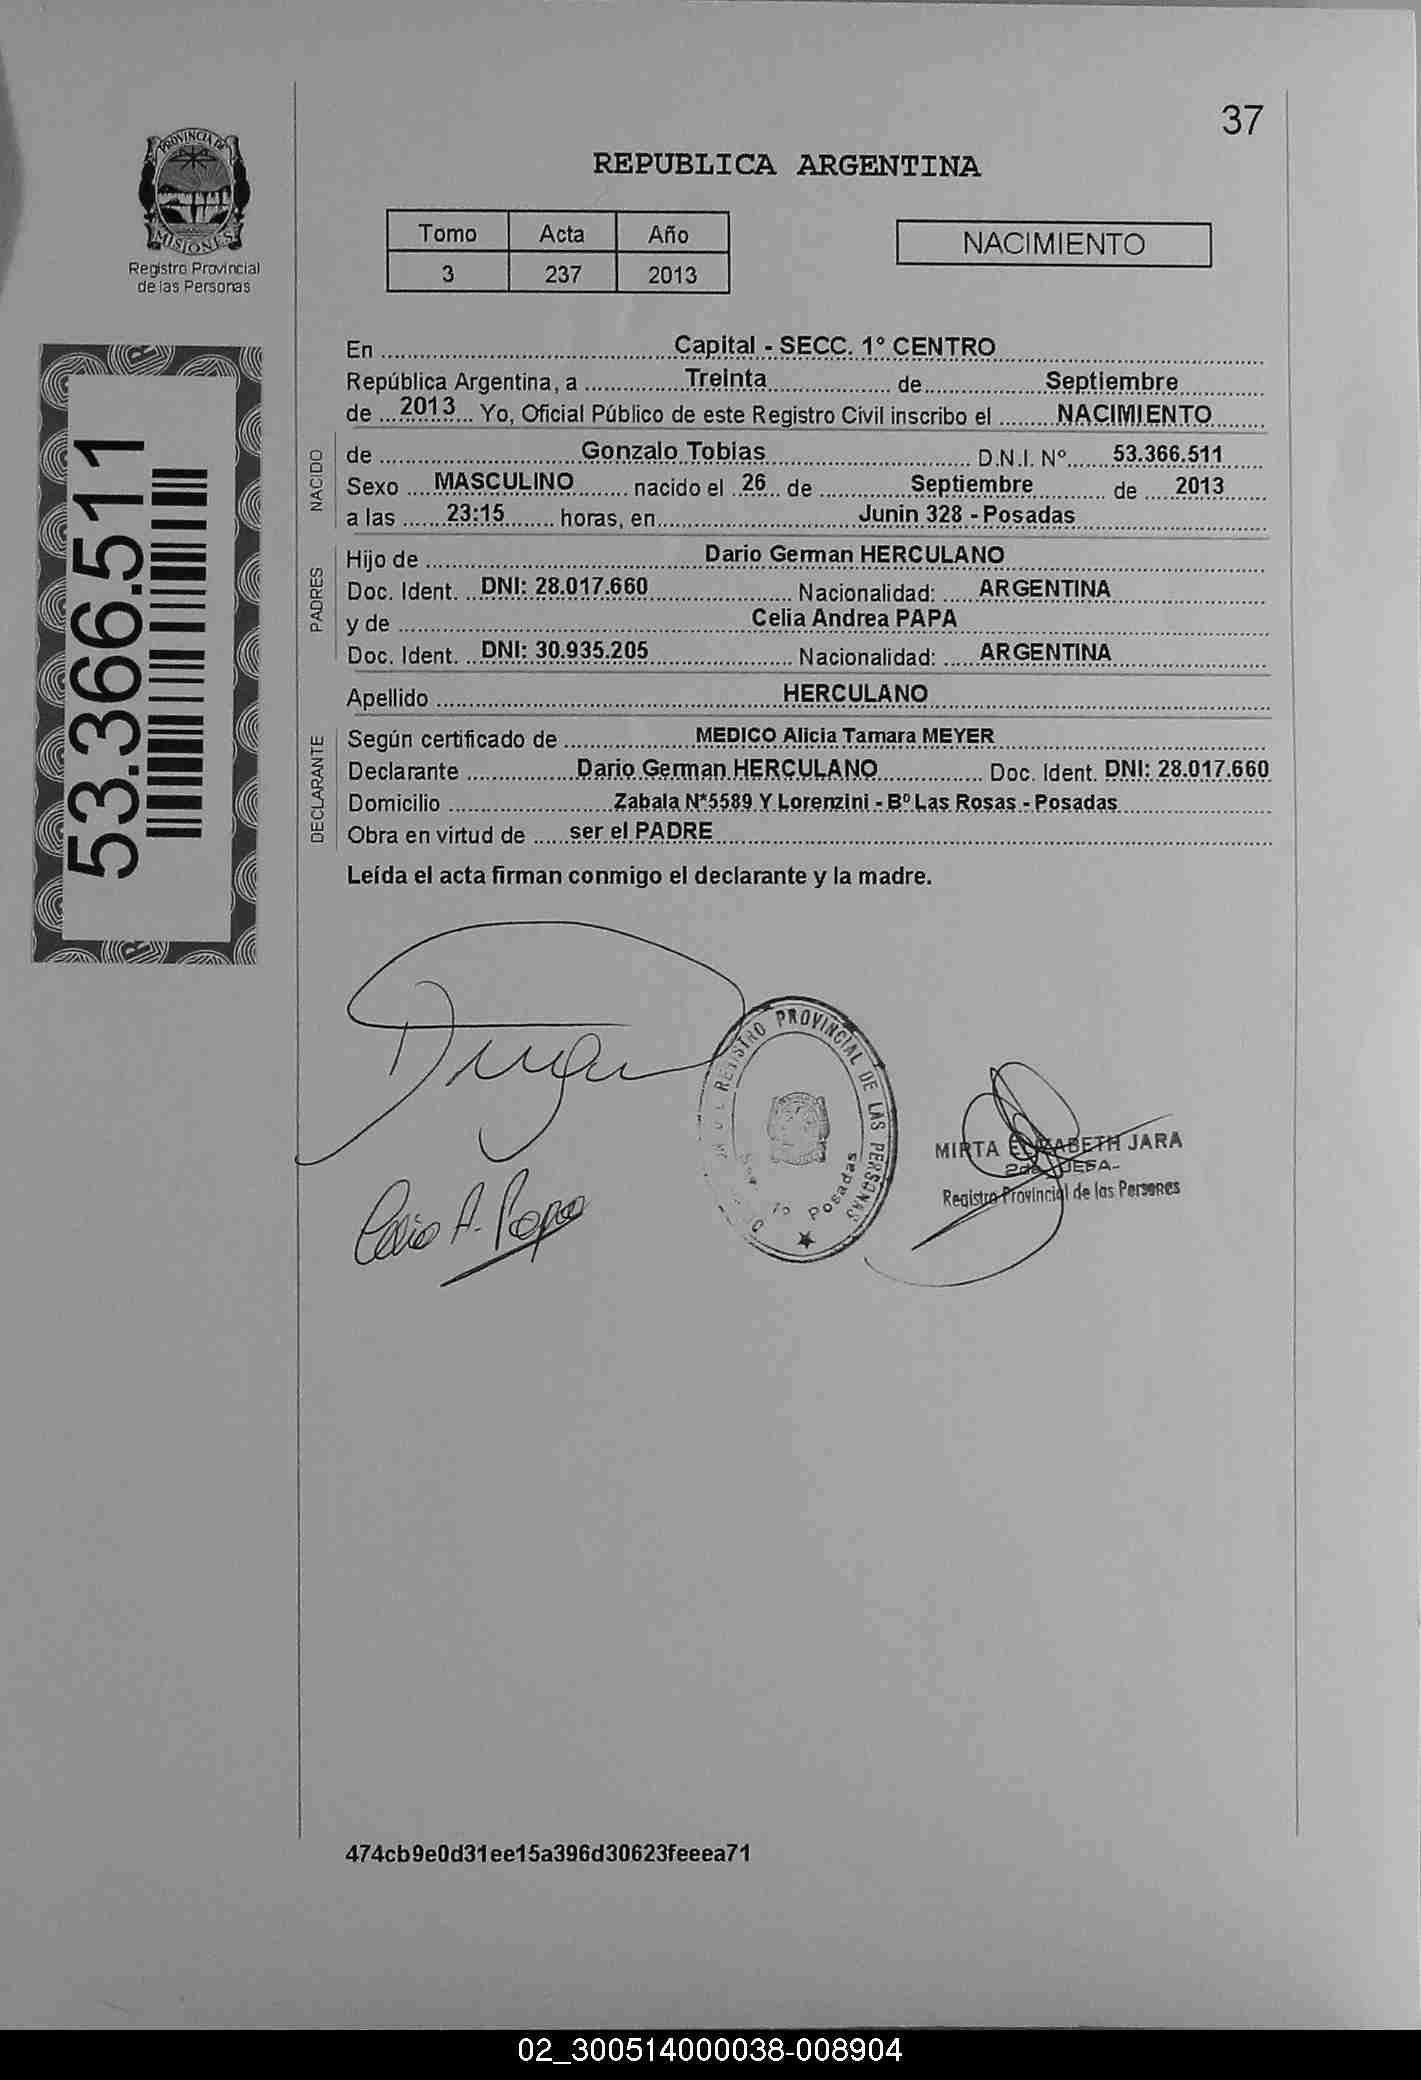 37
PROVINCIA DE
MISIONES
Registro Provincial
de las Personas
REPUBLICA ARGENTINA
Tomo Acta Año
3 237 2013
NACIMIENTO
53.366.511
En Capital - SECC. 1° CENTRO
República Argentina, a Treinta de Septiembre
de 2013 Yo, Oficial Público de este Registro Civil inscribo el NACIMIENTO
NACIDO
de Gonzalo Tobias D.N.I. Nº 53.366.511
Sexo MASCULINO nacido el 26 de Septiembre de 2013
a las 23:15 horas, en Junin 328 - Posadas
PADRES
Hijo de Dario German HERCULANO
Doc. Ident. DNI: 28.017.660 Nacionalidad: ARGENTINA
y de Celia Andrea PAPA
Doc. Ident. DNI: 30.935.205 Nacionalidad: ARGENTINA
Apellido HERCULANO
DECLARANTE
Según certificado de MEDICO Alicia Tamara MEYER
Declarante Dario German HERCULANO Doc. Ident. DNI: 28.017.660
Domicilio Zabala N*5589 Y Lorenzini - Bº Las Rosas - Posadas
Obra en virtud de ser el PADRE
Leída el acta firman conmigo el declarante y la madre.
REGISTRO PROVINCIAL DE LAS PERSONAS
Posadas
Celia A. Papa
MIRTA ELIZABETH JARA
2da JEFA-
Registro Provincial de las Personas
474cb9e0d31ee15a396d30623feeea71
02_300514000038-008904